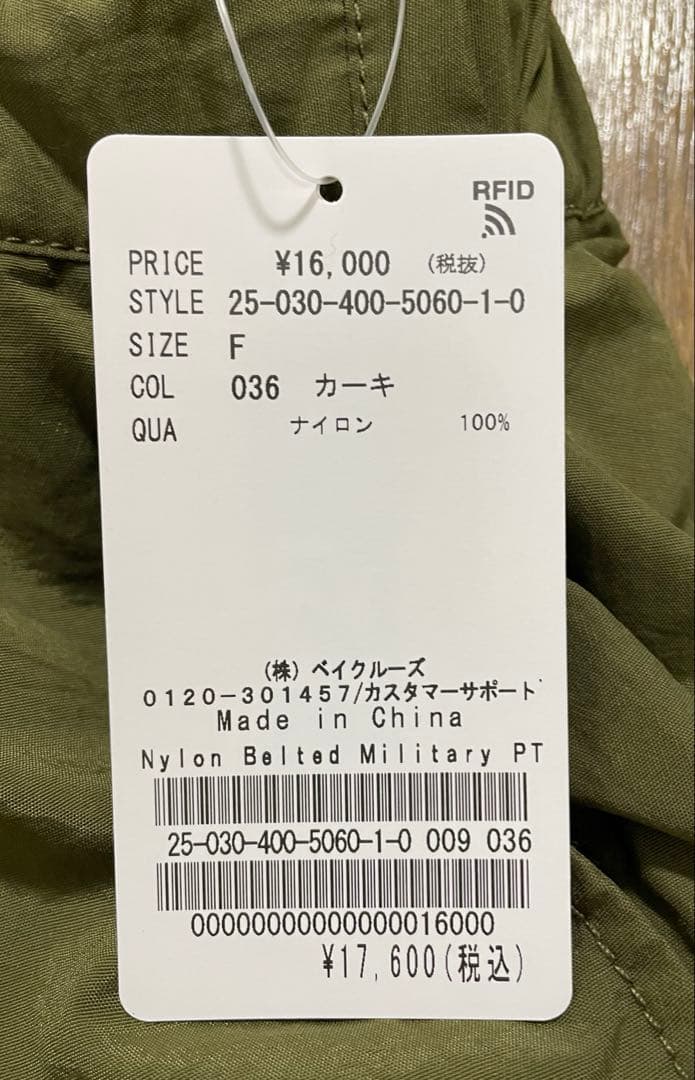 RFID
PRICE ¥16,000 (税抜)
STYLE 25-030-400-5060-1-0
SIZE F
COL 036 カーキ
QUA ナイロン 100%
(株) ベイクルーズ
0120-301457/カスタマーサポート
Made in China
Nylon Belted Military PT
25-030-400-5060-1-0 009 036
00000000000000016000
¥17,600(税込)